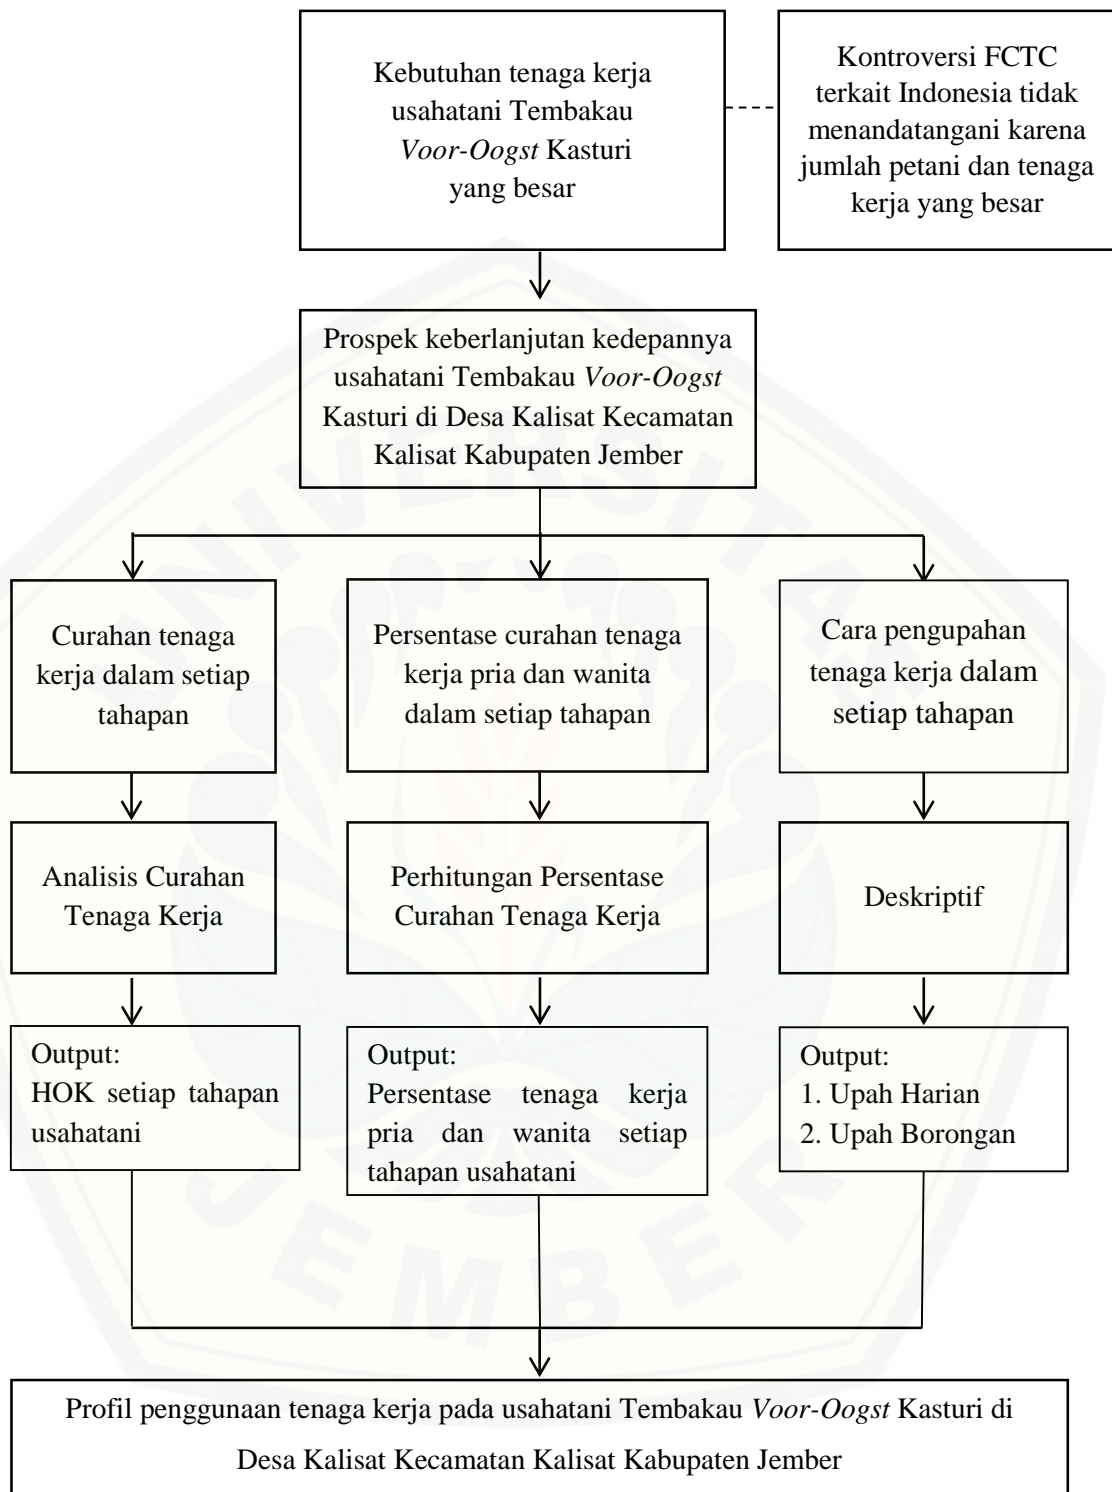 Kebutuhan tenaga kerja
usahatani Tembakau
Voor-Oogst Kasturi
yang besar
Kontroversi FCTC
terkait Indonesia tidak
menandatangani karena
jumlah petani dan tenaga
kerja yang besar
Prospek keberlanjutan kedepannya
usahatani Tembakau Voor-Oogst
Kasturi di Desa Kalisat Kecamatan
Kalisat Kabupaten Jember
Curahan tenaga
kerja dalam setiap
tahapan
Persentase curahan tenaga
kerja pria dan wanita
dalam setiap tahapan
Cara pengupahan
tenaga kerja dalam
setiap tahapan
Analisis Curahan
Tenaga Kerja
Perhitungan Persentase
Curahan Tenaga Kerja
Deskriptif
Output:
HOK setiap tahapan
usahatani
Output:
Persentase tenaga kerja
pria dan wanita setiap
tahapan usahatani
Output:
1. Upah Harian
2. Upah Borongan
Profil penggunaan tenaga kerja pada usahatani Tembakau Voor-Oogst Kasturi di
Desa Kalisat Kecamatan Kalisat Kabupaten Jember
UNIVERSITAS
JEMBER